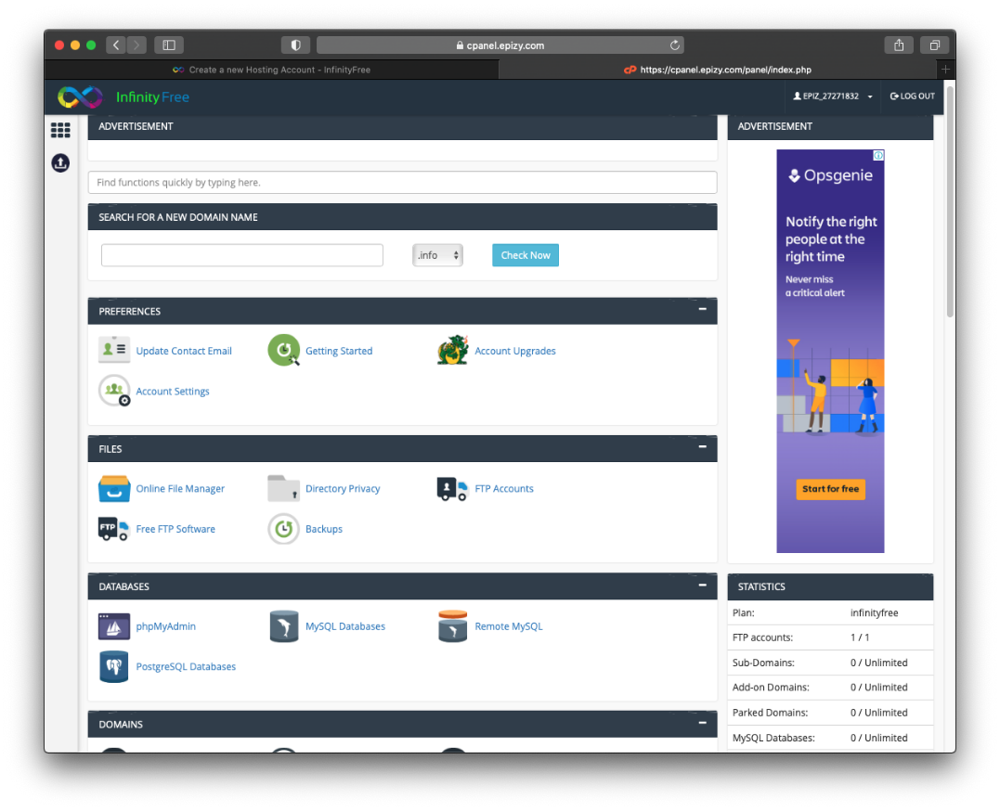 cpanel.epizy.com
Create a new Hosting Account - InfinityFree
cP https://cpanel.epizy.com/panel/index.php
InfinityFree
EPIZ_27271832
LOG OUT
ADVERTISEMENT
ADVERTISEMENT
Find functions quickly by typing here.
SEARCH FOR A NEW DOMAIN NAME
.info
Check Now
PREFERENCES
Update Contact Email
Getting Started
Account Upgrades
Account Settings
FILES
Online File Manager
Directory Privacy
FTP Accounts
FTP
Free FTP Software
Backups
DATABASES
phpMyAdmin
MySQL Databases
Remote MySQL
PostgreSQL Databases
DOMAINS
Opsgenie
Notify the right
people at the
right time
Never miss
a critical alert
Start for free
STATISTICS
Plan: infinityfree
FTP accounts: 1 / 1
Sub-Domains: 0 / Unlimited
Add-on Domains: 0 / Unlimited
Parked Domains: 0 / Unlimited
MySQL Databases: 0 / Unlimited